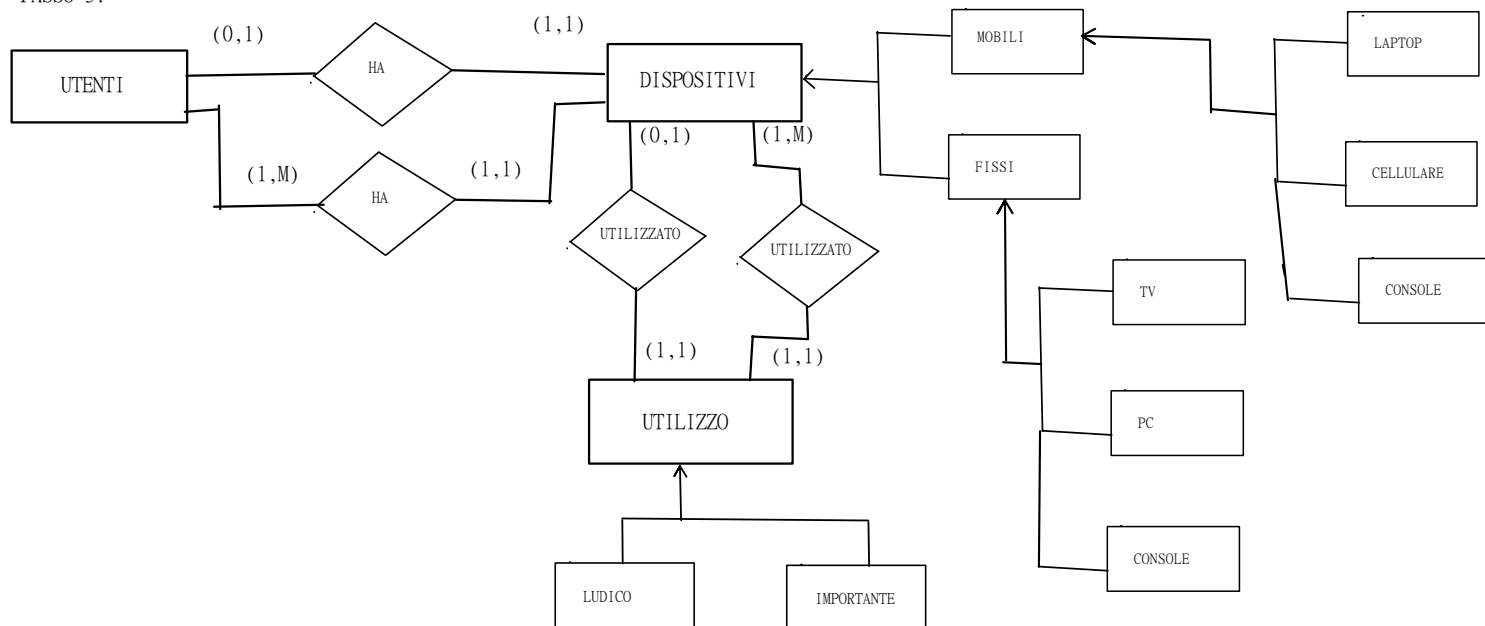 PASSO 3:
(0,1)
(1,1)
HA
UTENTI
DISPOSITIVI
MOBILI
LAPTOP
(0,1)
(1,M)
(1,M)
(1,1)
HA
FISSI
CELLULARE
UTILIZZATO
UTILIZZATO
TV
CONSOLE
(1,1)
(1,1)
UTILIZZO
PC
CONSOLE
LUDICO
IMPORTANTE